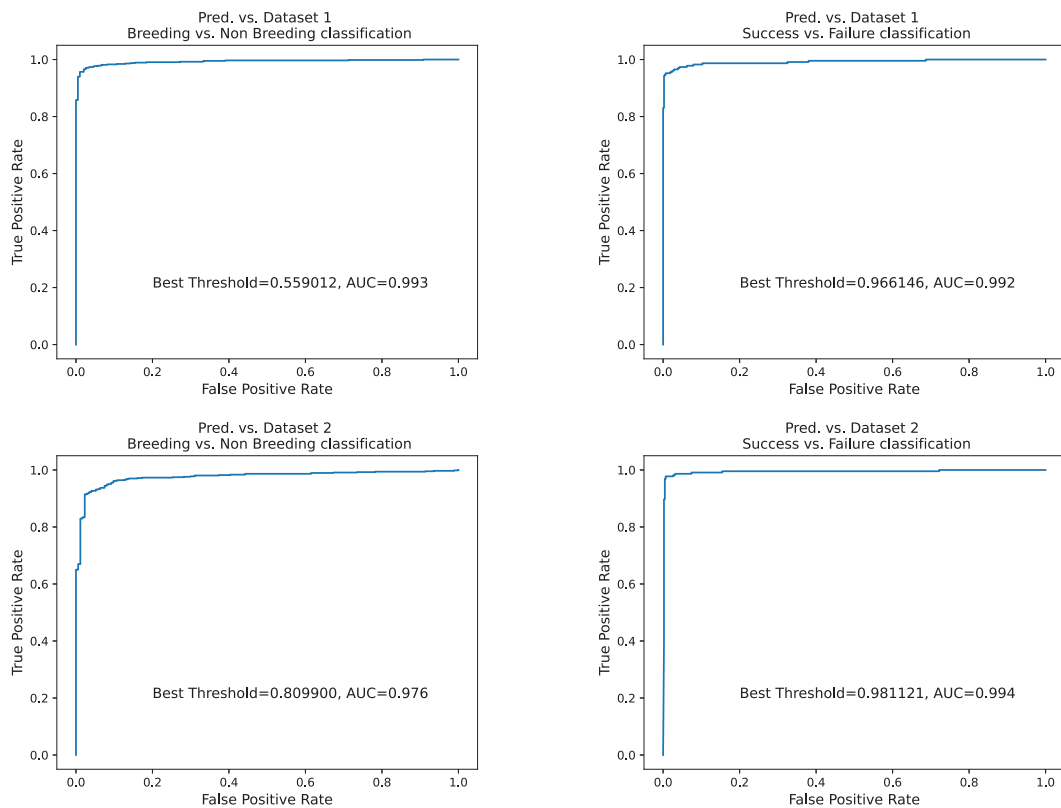 Pred. vs. Dataset 1
Breeding vs. Non Breeding classification
1.0
0.8
0.6
0.4
0.2
0.0
True Positive Rate
Best Threshold=0.559012, AUC=0.993
0.0 0.2 0.4 0.6 0.8 1.0
False Positive Rate
Pred. vs. Dataset 1
Success vs. Failure classification
1.0
0.8
0.6
0.4
0.2
0.0
True Positive Rate
Best Threshold=0.966146, AUC=0.992
0.0 0.2 0.4 0.6 0.8 1.0
False Positive Rate
Pred. vs. Dataset 2
Breeding vs. Non Breeding classification
1.0
0.8
0.6
0.4
0.2
0.0
True Positive Rate
Best Threshold=0.809900, AUC=0.976
0.0 0.2 0.4 0.6 0.8 1.0
False Positive Rate
Pred. vs. Dataset 2
Success vs. Failure classification
1.0
0.8
0.6
0.4
0.2
0.0
True Positive Rate
Best Threshold=0.981121, AUC=0.994
0.0 0.2 0.4 0.6 0.8 1.0
False Positive Rate